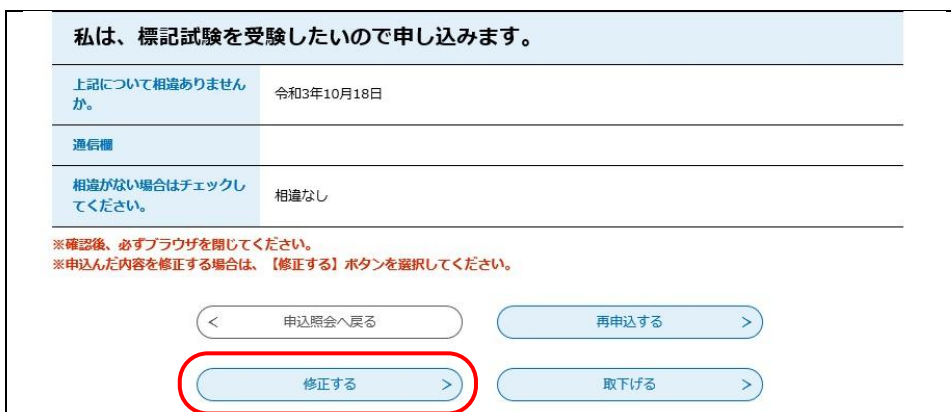 私は、標記試験を受験したいので申し込みます。
上記について相違ありません
か。
令和3年10月18日
通信欄
相違がない場合はチェックし
てください。
相違なし
※確認後、必ずブラウザを閉じてください。
※申込んだ内容を修正する場合は、【修正する】ボタンを選択してください。
< 申込照会へ戻る
再申込する >
修正する >
取下げる >